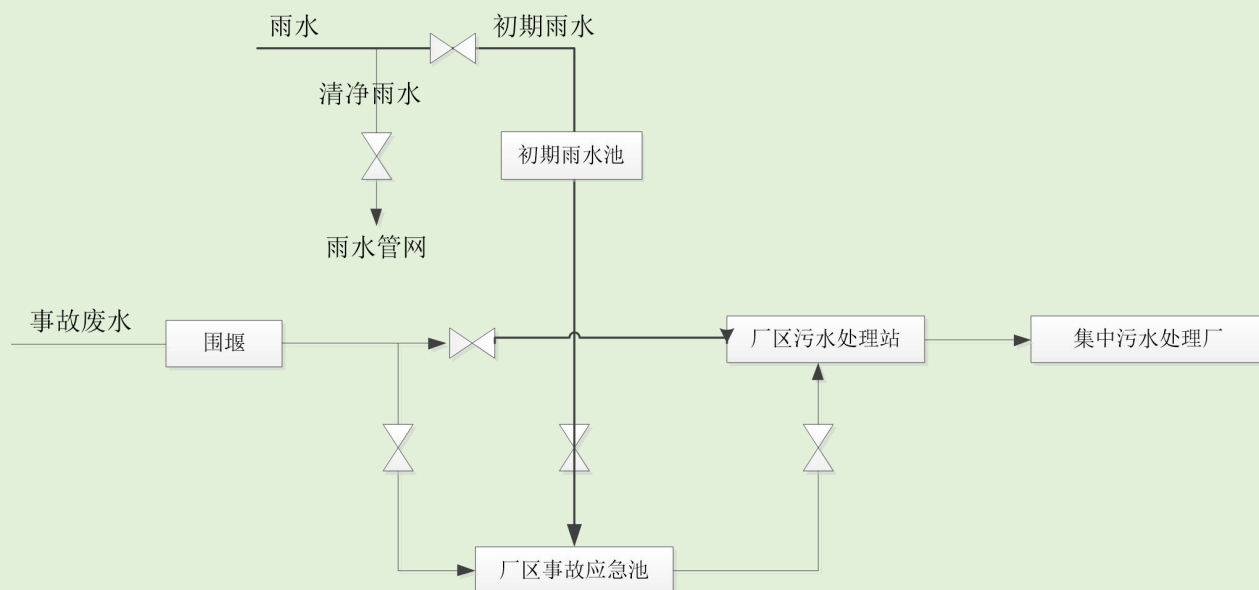 雨水
初期雨水
清净雨水
初期雨水池
雨水管网
事故废水
围堰
厂区污水处理站
集中污水处理厂
厂区事故应急池